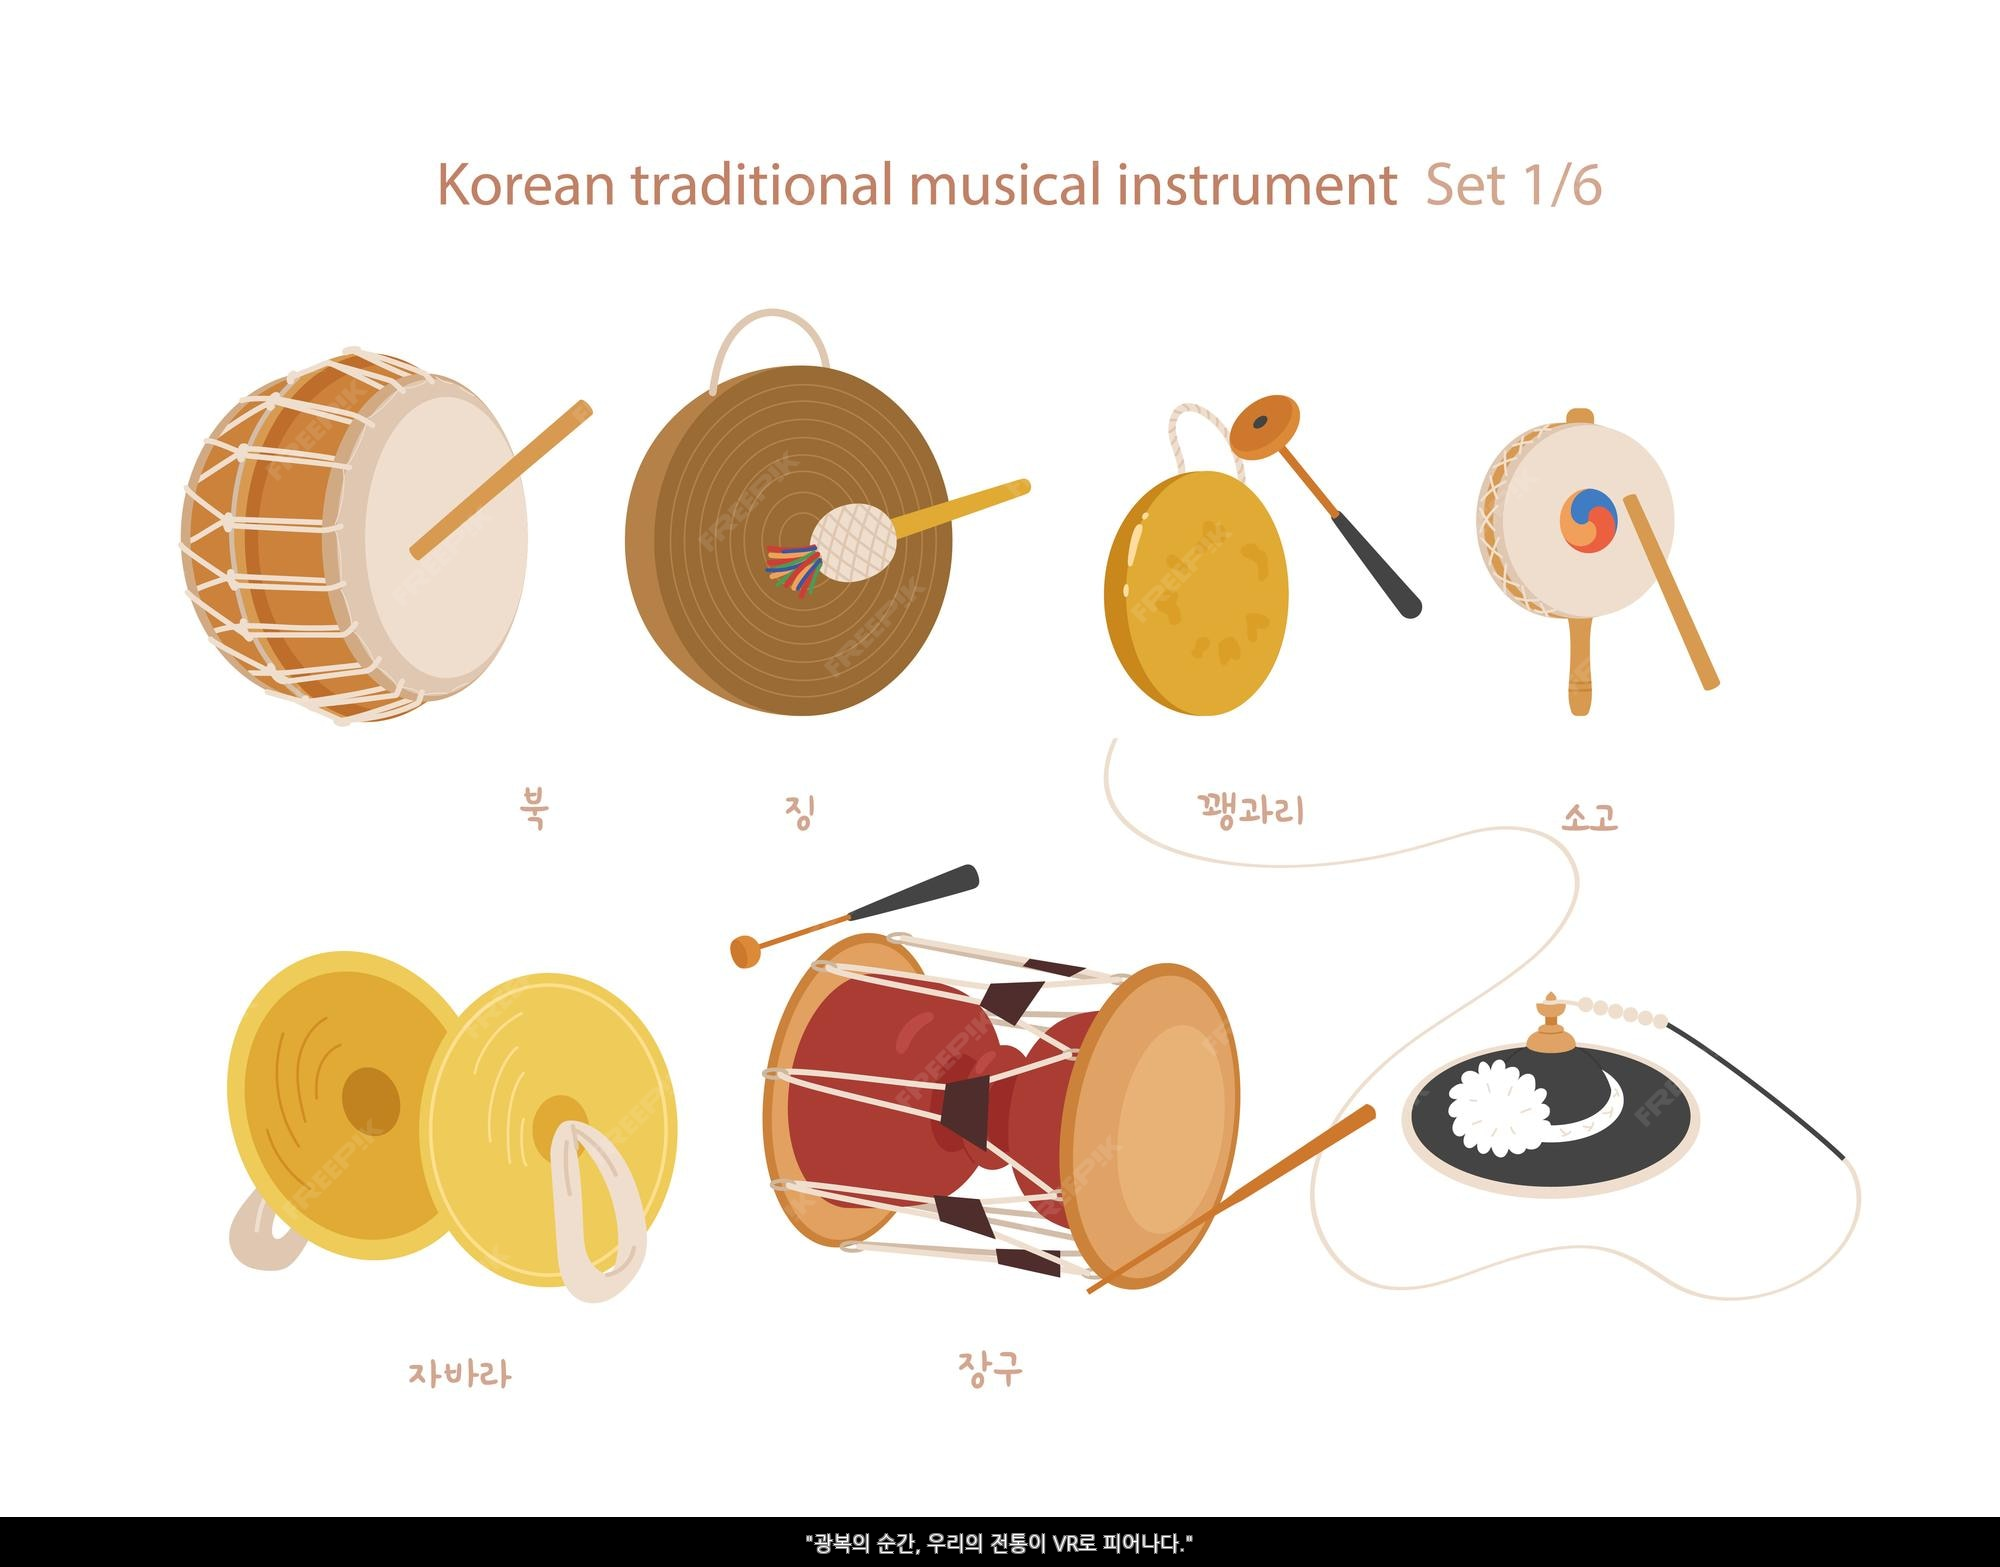 Korean traditional musical instrument Set 1/6
북 징 꽹과리 소고
자바라 장구
"광복의 순간, 우리의 전통이 VR로 피어나다."
FREEPIK